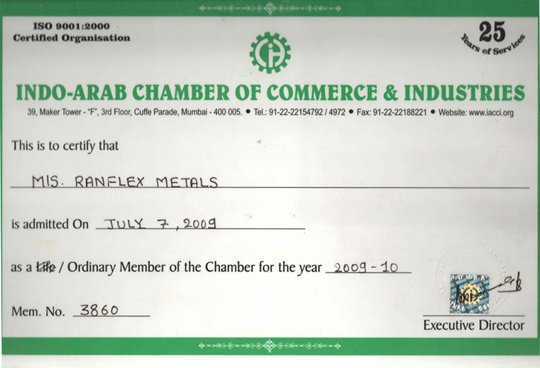 ISO 9001:2000
Certified Organisation
25
Years of Services
INDO-ARAB CHAMBER OF COMMERCE & INDUSTRIES
39, Maker Tower - "F", 3rd Floor, Cuffe Parade, Mumbai - 400 005. • Tel.: 91-22-22154792 / 4972 • Fax: 91-22-22188221 • Website: www.iacci.org
This is to certify that
M/S. RANFLEX METALS
is admitted On JULY 7, 2009
as a Life / Ordinary Member of the Chamber for the year 2009-10
Mem. No. 3860
Executive Director